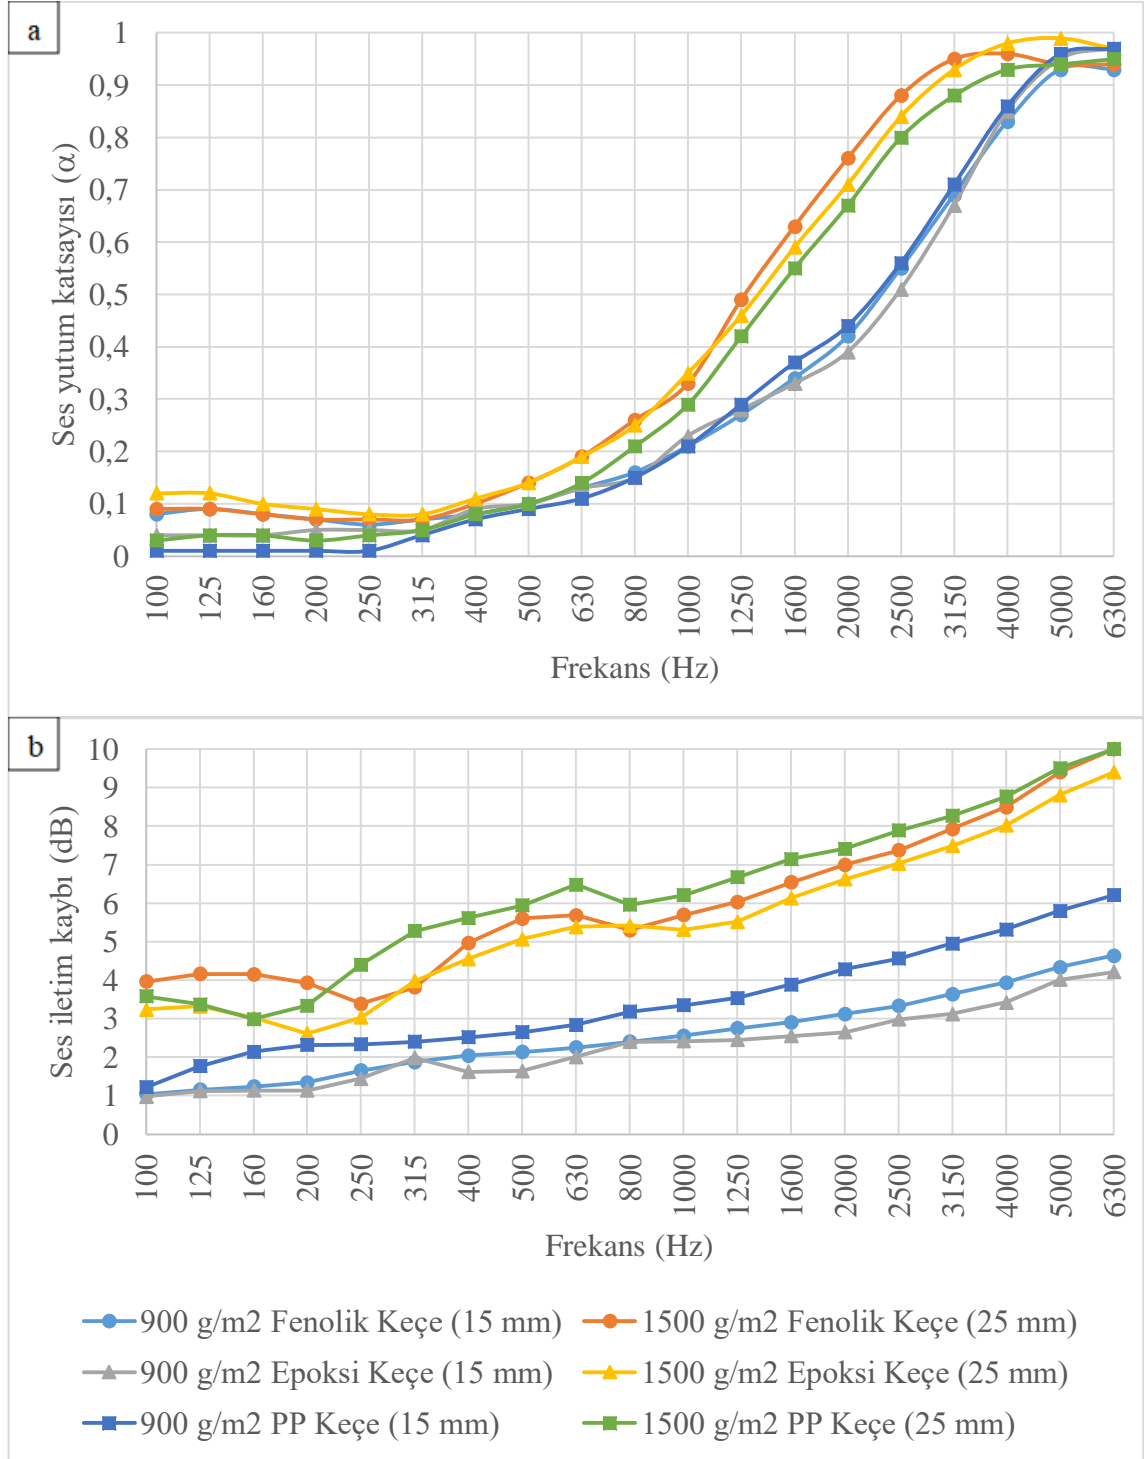 a
1
0,9
0,8
0,7
0,6
0,5
0,4
0,3
0,2
0,1
0
Ses yutum katsayısı (α)
100 125 160 200 250 315 400 500 630 800 1000 1250 1600 2000 2500 3150 4000 5000 6300
Frekans (Hz)
b
10
9
8
7
6
5
4
3
2
1
0
Ses iletim kaybı (dB)
100 125 160 200 250 315 400 500 630 800 1000 1250 1600 2000 2500 3150 4000 5000 6300
Frekans (Hz)
900 g/m2 Fenolik Keçe (15 mm) 1500 g/m2 Fenolik Keçe (25 mm)
900 g/m2 Epoksi Keçe (15 mm) 1500 g/m2 Epoksi Keçe (25 mm)
900 g/m2 PP Keçe (15 mm) 1500 g/m2 PP Keçe (25 mm)